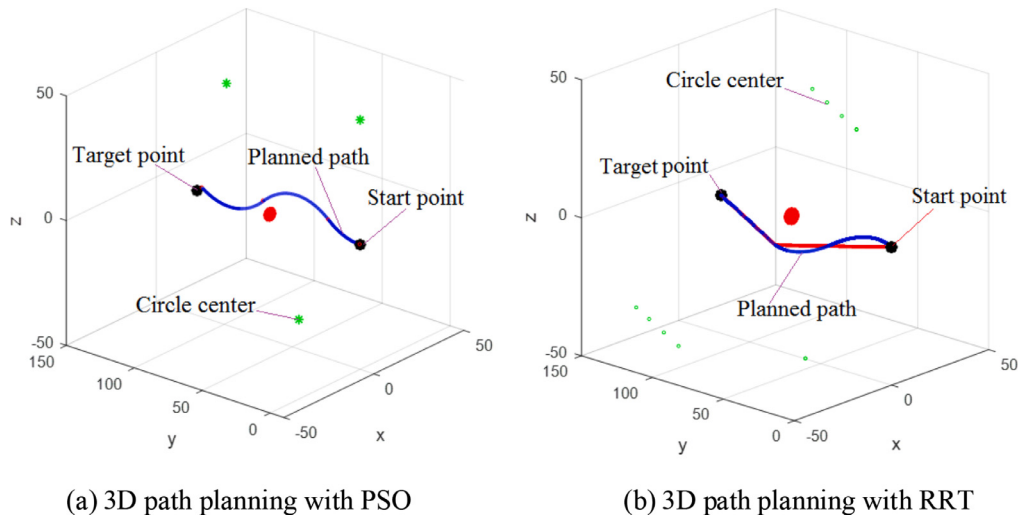 50
Target point
Planned path
Start point
z
0
Circle center
-50
150
100
50
0
y
-50
0
50
x
(a) 3D path planning with PSO
50
Circle center
Target point
Start point
z
0
Planned path
-50
150
100
50
0
y
-50
0
50
x
(b) 3D path planning with RRT